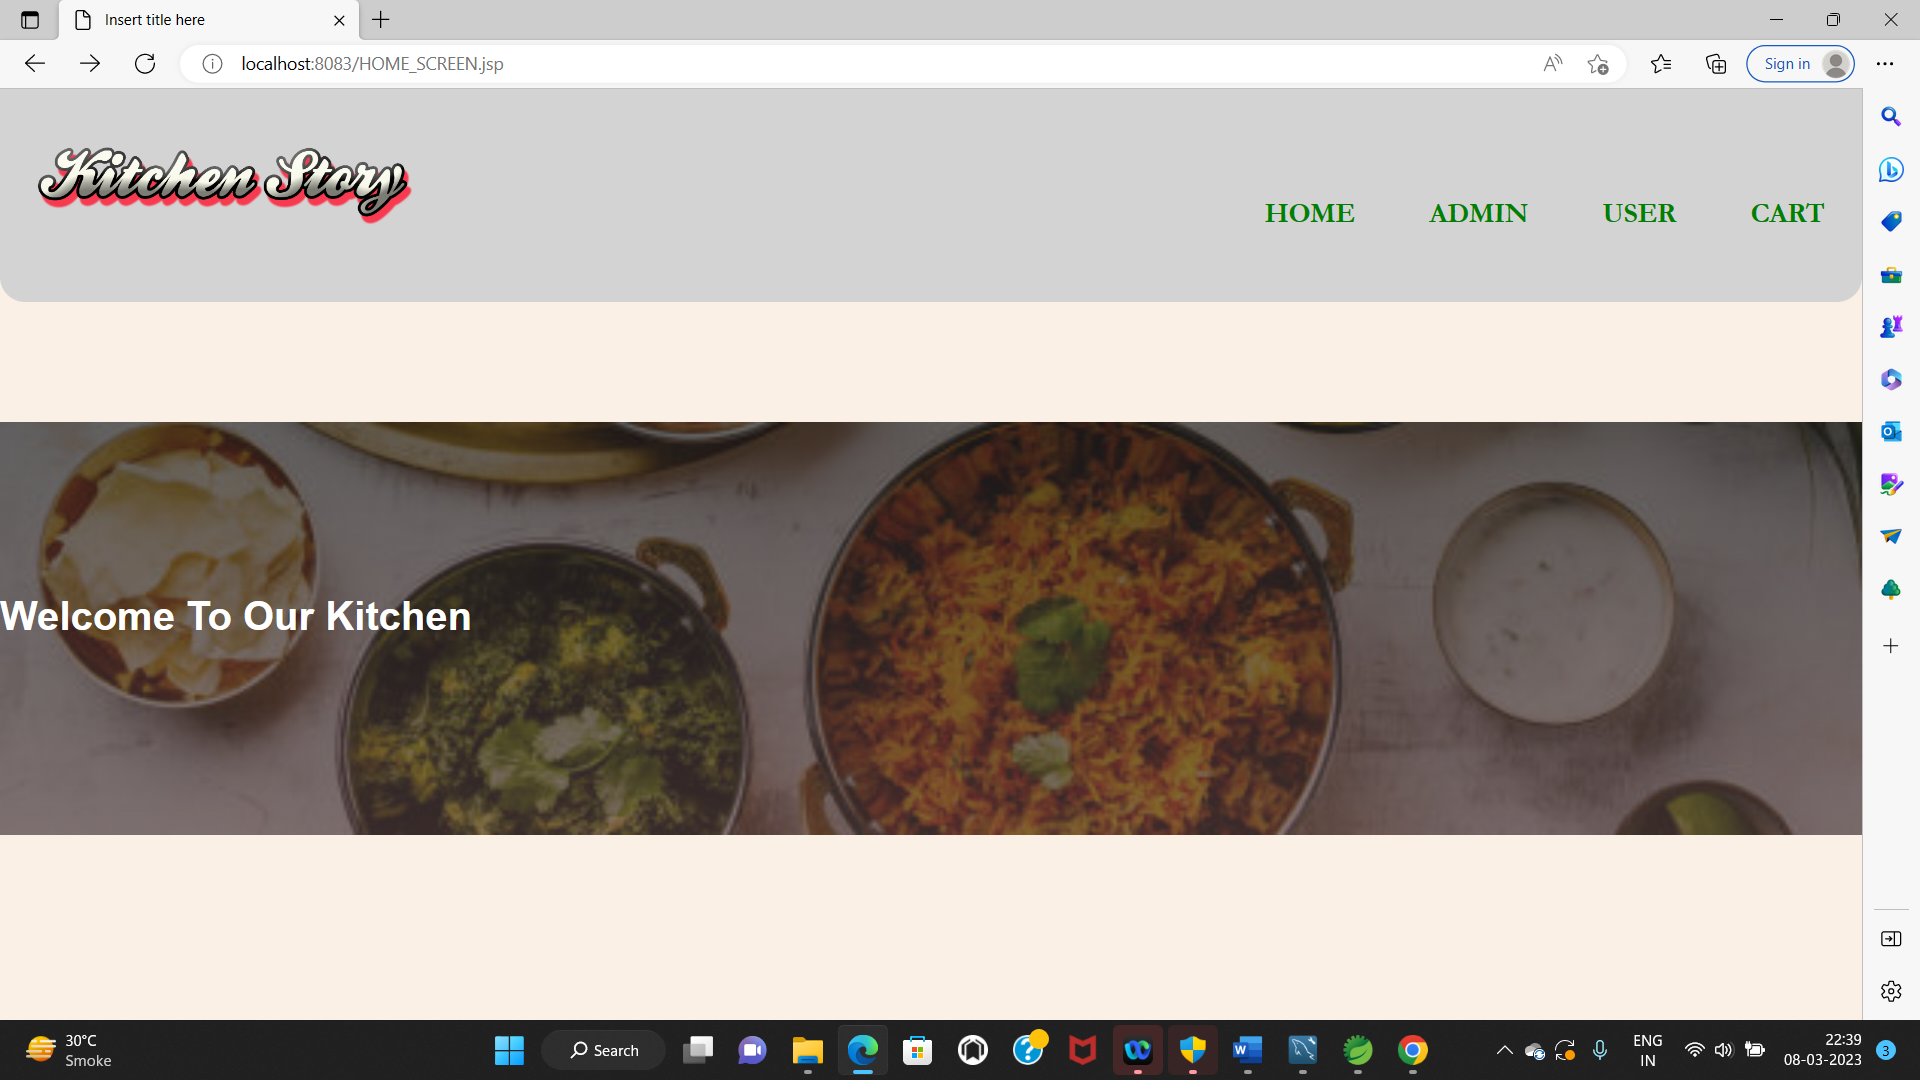 Insert title here
localhost:8083/HOME_SCREEN.jsp
Sign in
Kitchen Story
HOME ADMIN USER CART
Welcome To Our Kitchen
30°C
Smoke
Search
ENG
IN
22:39
08-03-2023
3